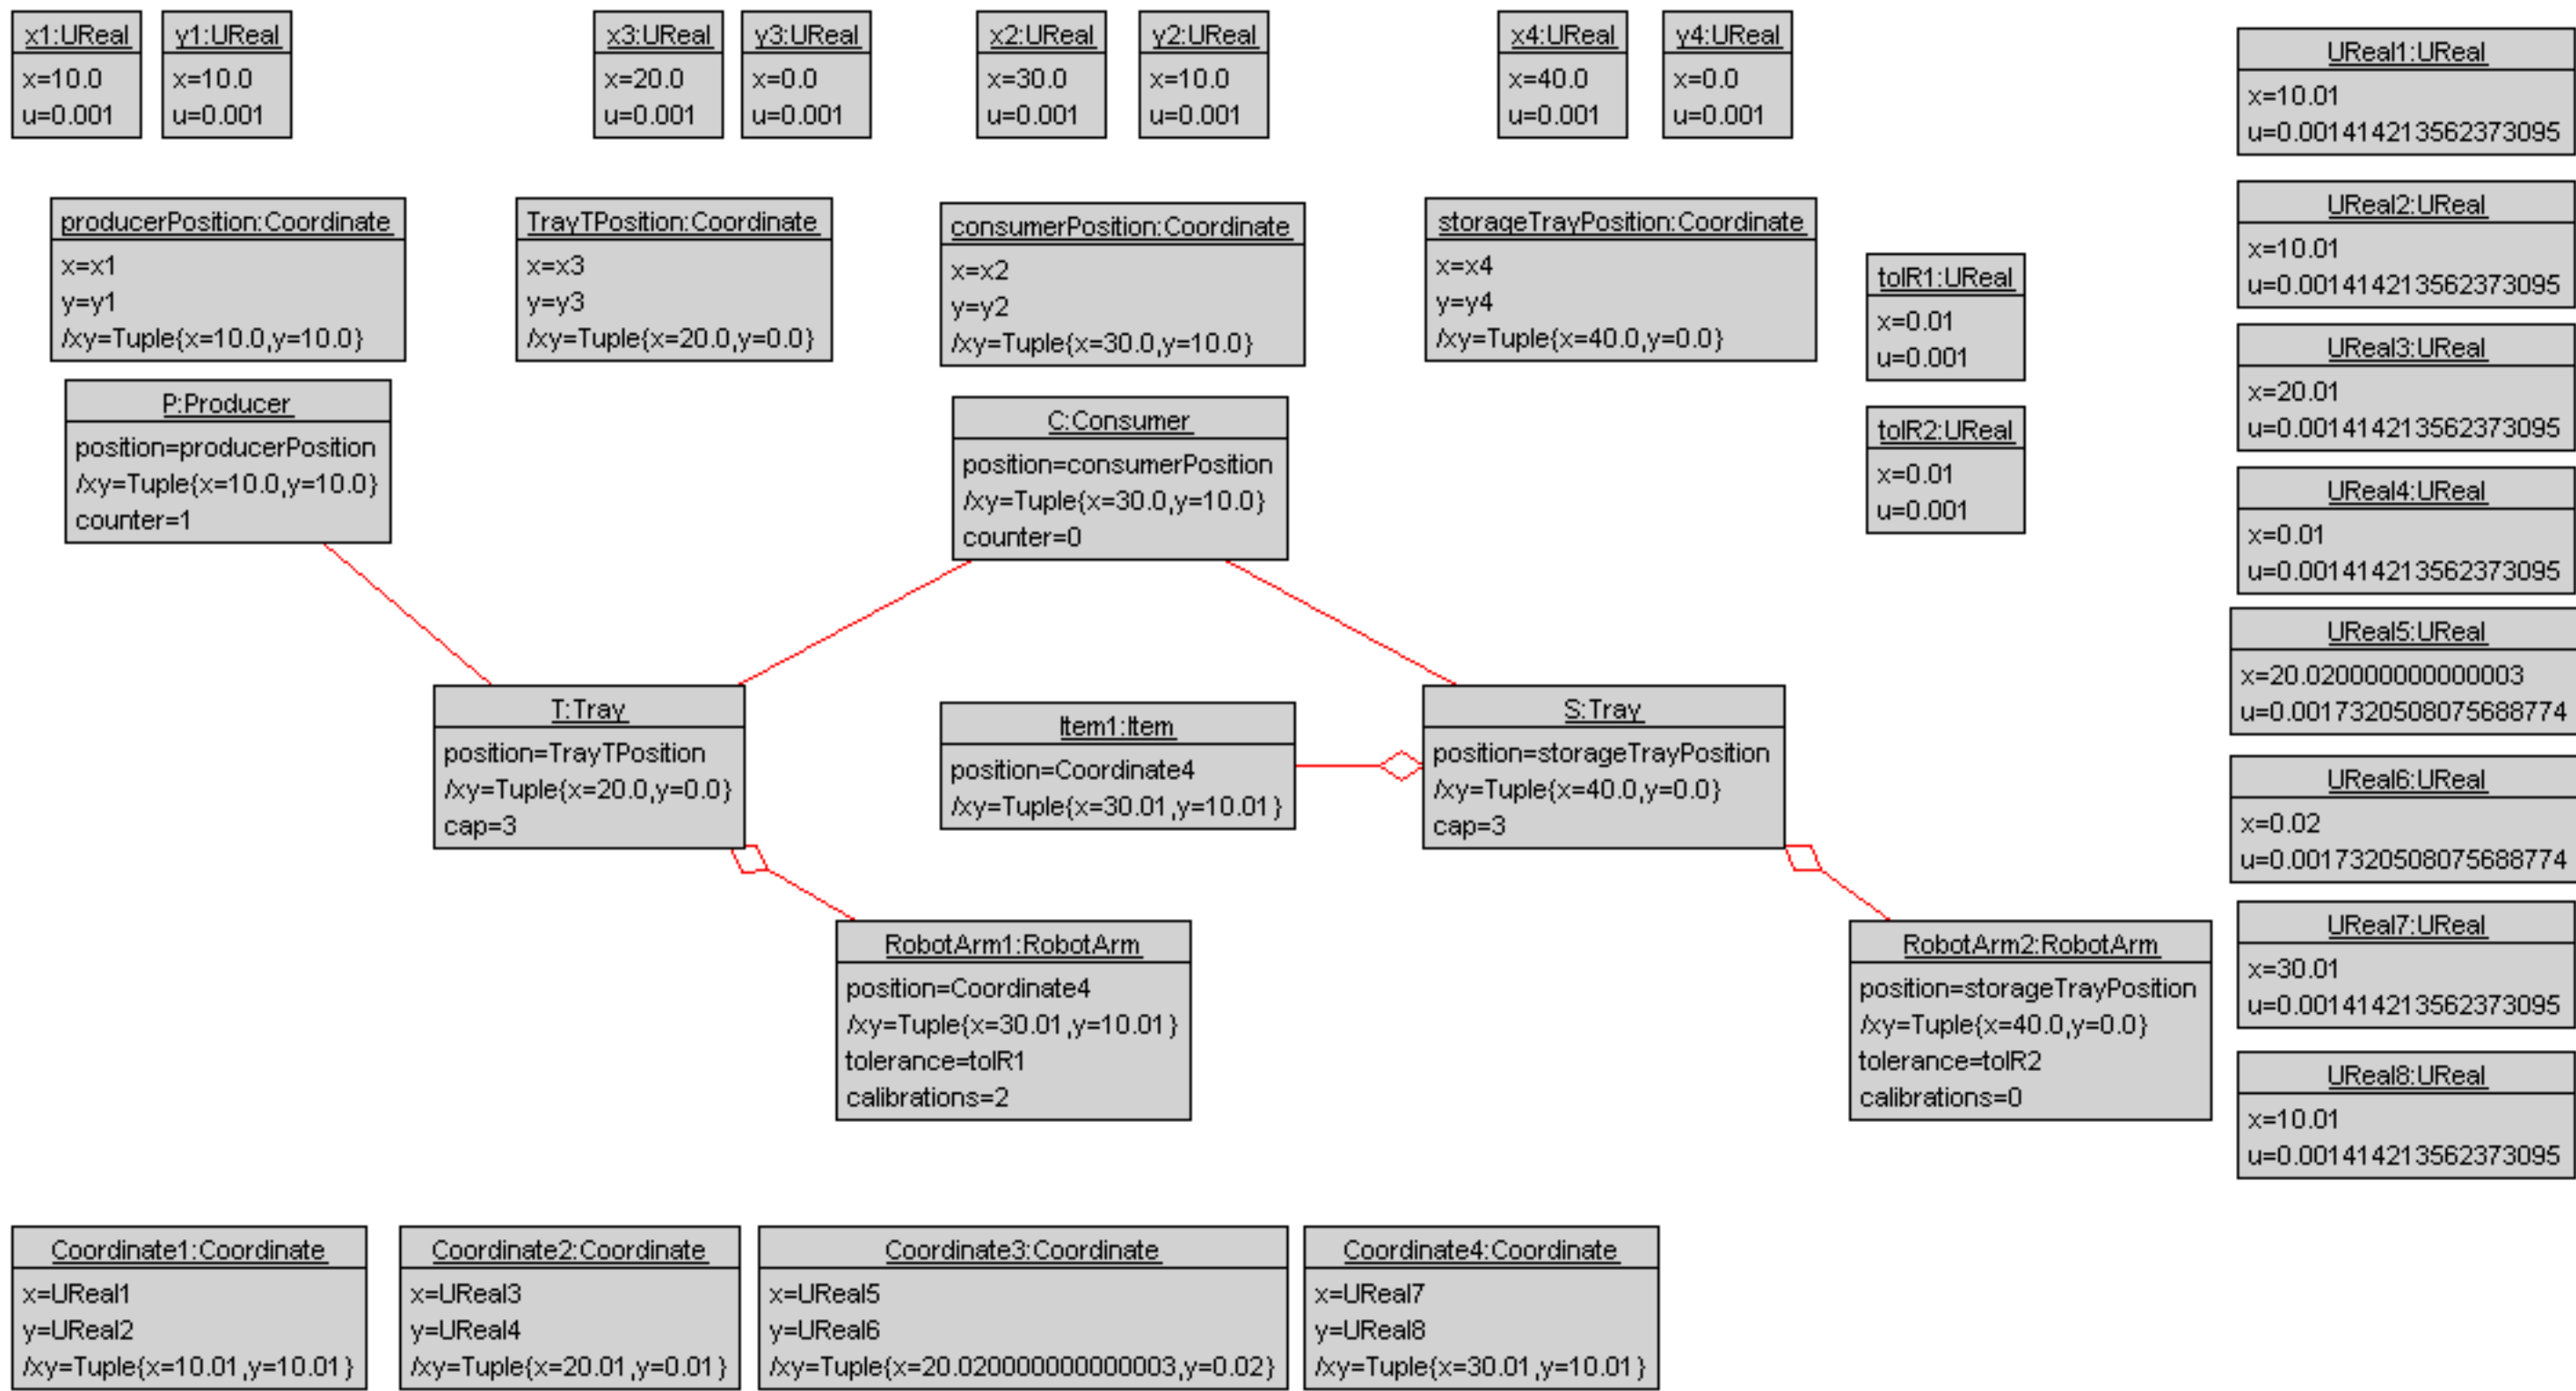 x1:UReal
x=10.0
u=0.001
y1:UReal
x=10.0
u=0.001
x3:UReal
x=20.0
u=0.001
y3:UReal
x=0.0
u=0.001
x2:UReal
x=30.0
u=0.001
y2:UReal
x=10.0
u=0.001
x4:UReal
x=40.0
u=0.001
y4:UReal
x=0.0
u=0.001
UReal1:UReal
x=10.01
u=0.001414213562373095
UReal2:UReal
x=10.01
u=0.001414213562373095
UReal3:UReal
x=20.01
u=0.001414213562373095
UReal4:UReal
x=0.01
u=0.001414213562373095
UReal5:UReal
x=20.020000000000003
u=0.0017320508075688774
UReal6:UReal
x=0.02
u=0.0017320508075688774
UReal7:UReal
x=30.01
u=0.001414213562373095
UReal8:UReal
x=10.01
u=0.001414213562373095
producerPosition:Coordinate
x=x1
y=y1
/xy=Tuple{x=10.0,y=10.0}
TrayTPosition:Coordinate
x=x3
y=y3
/xy=Tuple{x=20.0,y=0.0}
consumerPosition:Coordinate
x=x2
y=y2
/xy=Tuple{x=30.0,y=10.0}
storageTrayPosition:Coordinate
x=x4
y=y4
/xy=Tuple{x=40.0,y=0.0}
tolR1:UReal
x=0.01
u=0.001
tolR2:UReal
x=0.01
u=0.001
P:Producer
position=producerPosition
/xy=Tuple{x=10.0,y=10.0}
counter=1
C:Consumer
position=consumerPosition
/xy=Tuple{x=30.0,y=10.0}
counter=0
T:Tray
position=TrayTPosition
/xy=Tuple{x=20.0,y=0.0}
cap=3
Item1:Item
position=Coordinate4
/xy=Tuple{x=30.01,y=10.01}
S:Tray
position=storageTrayPosition
/xy=Tuple{x=40.0,y=0.0}
cap=3
RobotArm1:RobotArm
position=Coordinate4
/xy=Tuple{x=30.01,y=10.01}
tolerance=tolR1
calibrations=2
RobotArm2:RobotArm
position=storageTrayPosition
/xy=Tuple{x=40.0,y=0.0}
tolerance=tolR2
calibrations=0
Coordinate1:Coordinate
x=UReal1
y=UReal2
/xy=Tuple{x=10.01,y=10.01}
Coordinate2:Coordinate
x=UReal3
y=UReal4
/xy=Tuple{x=20.01,y=0.01}
Coordinate3:Coordinate
x=UReal5
y=UReal6
/xy=Tuple{x=20.020000000000003,y=0.02}
Coordinate4:Coordinate
x=UReal7
y=UReal8
/xy=Tuple{x=30.01,y=10.01}